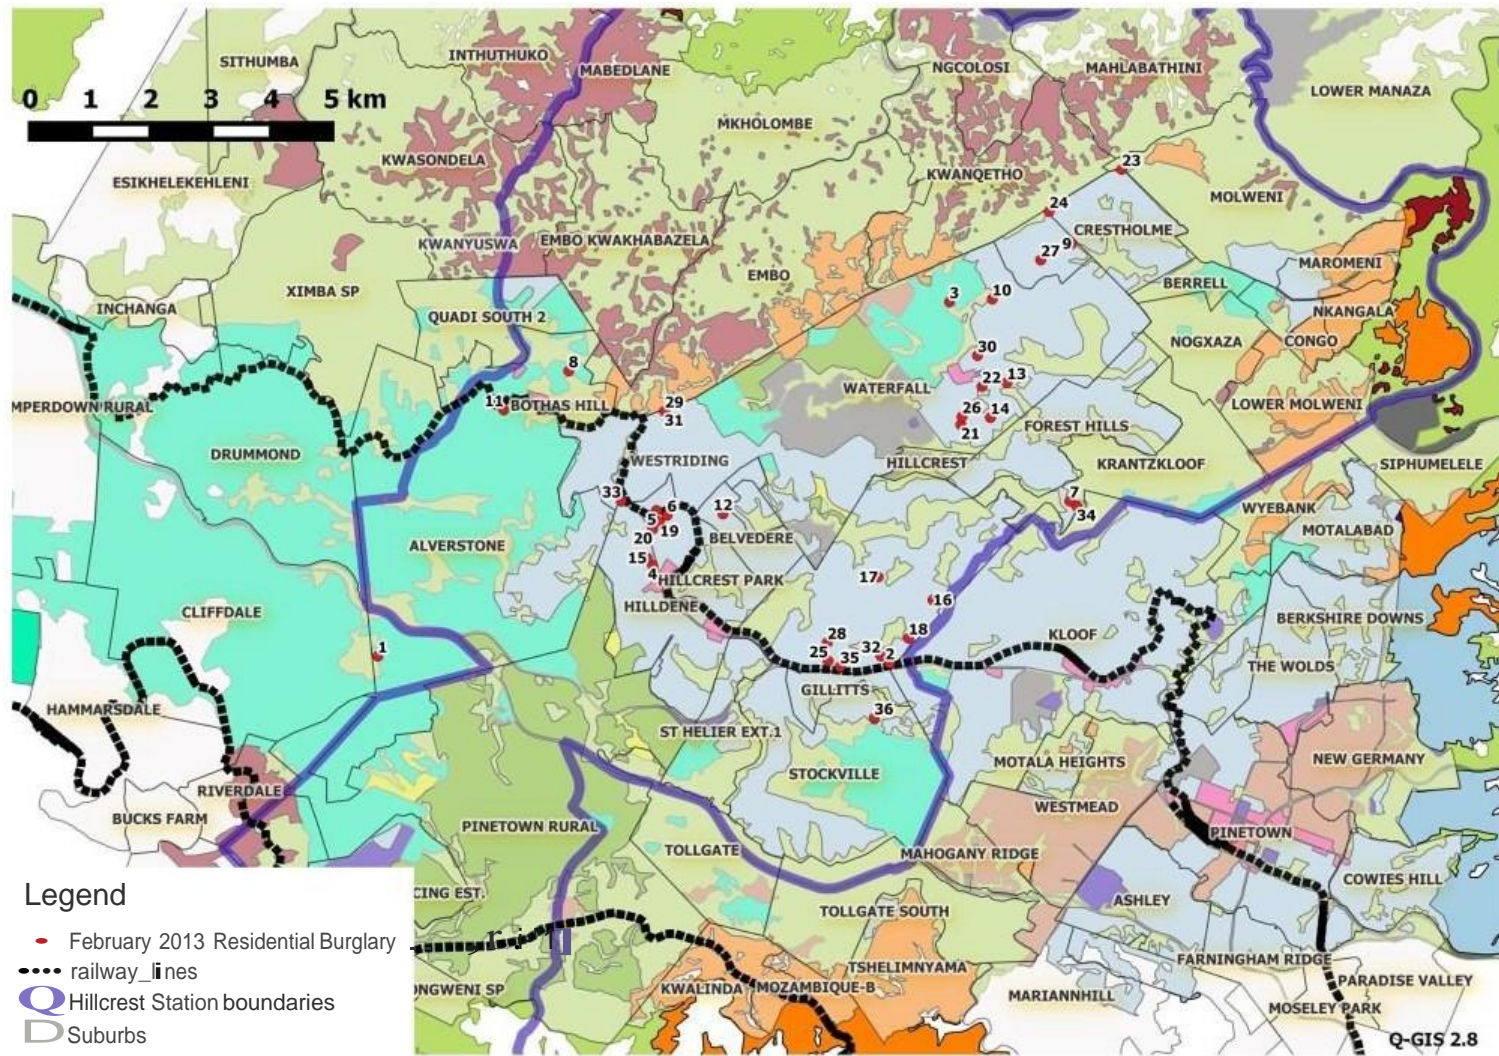 SITHUMBA
INTHUTHUKO
MABEDLANE
NGCOLOSI
MAHLABATHINI
LOWER MANAZA
0 1 2 3 4 5 km
MKHOLOMBE
KWASONDELA
ESIKHELEKEHLENI
KWANQETHO
23
MOLWENI
24
CRESTHOLME
KWANYUSWA
EMBO KWAKHABAZELA
9
27
MAROMENI
EMBO
BERRELL
XIMBA SP
3
10
INCHANGA
NKANGALA
QUADI SOUTH 2
NOGXAZA
CONGO
30
8
WATERFALL
22
13
MPERDOWN RURAL
11
BOTHAS HILL
29
31
26
14
LOWER MOLWENI
21
FOREST HILLS
DRUMMOND
WESTRIDING
HILLCREST
KRANTZKLOOF
SIPHUMELELE
33
7
6
12
5
34
WYEBANK
19
MOTALABAD
20
BELVEDERE
ALVERSTONE
15
4
HILLCREST PARK
17
HILLDENE
16
CLIFFDALE
BERKSHIRE DOWNS
18
KLOOF
28
1
25
35
32
2
THE WOLDS
GILLITTS
HAMMARSDALE
36
ST HELIER EXT.1
STOCKVILLE
MOTALA HEIGHTS
NEW GERMANY
RIVERDALE
WESTMEAD
BUCKS FARM
PINETOWN RURAL
PINETOWN
TOLLGATE
MAHOGANY RIDGE
COWIES HILL
Legend
CING EST.
ASHLEY
TOLLGATE SOUTH
February 2013 Residential Burglary
railway_lines
FARNINGHAM RIDGE
TSHELIMNYAMA
PARADISE VALLEY
ONGWENI SP
KWALINDA
MOZAMBIQUE-B
MARIANNHILL
MOSELEY PARK
Hillcrest Station boundaries
Suburbs
Q-GIS 2.8